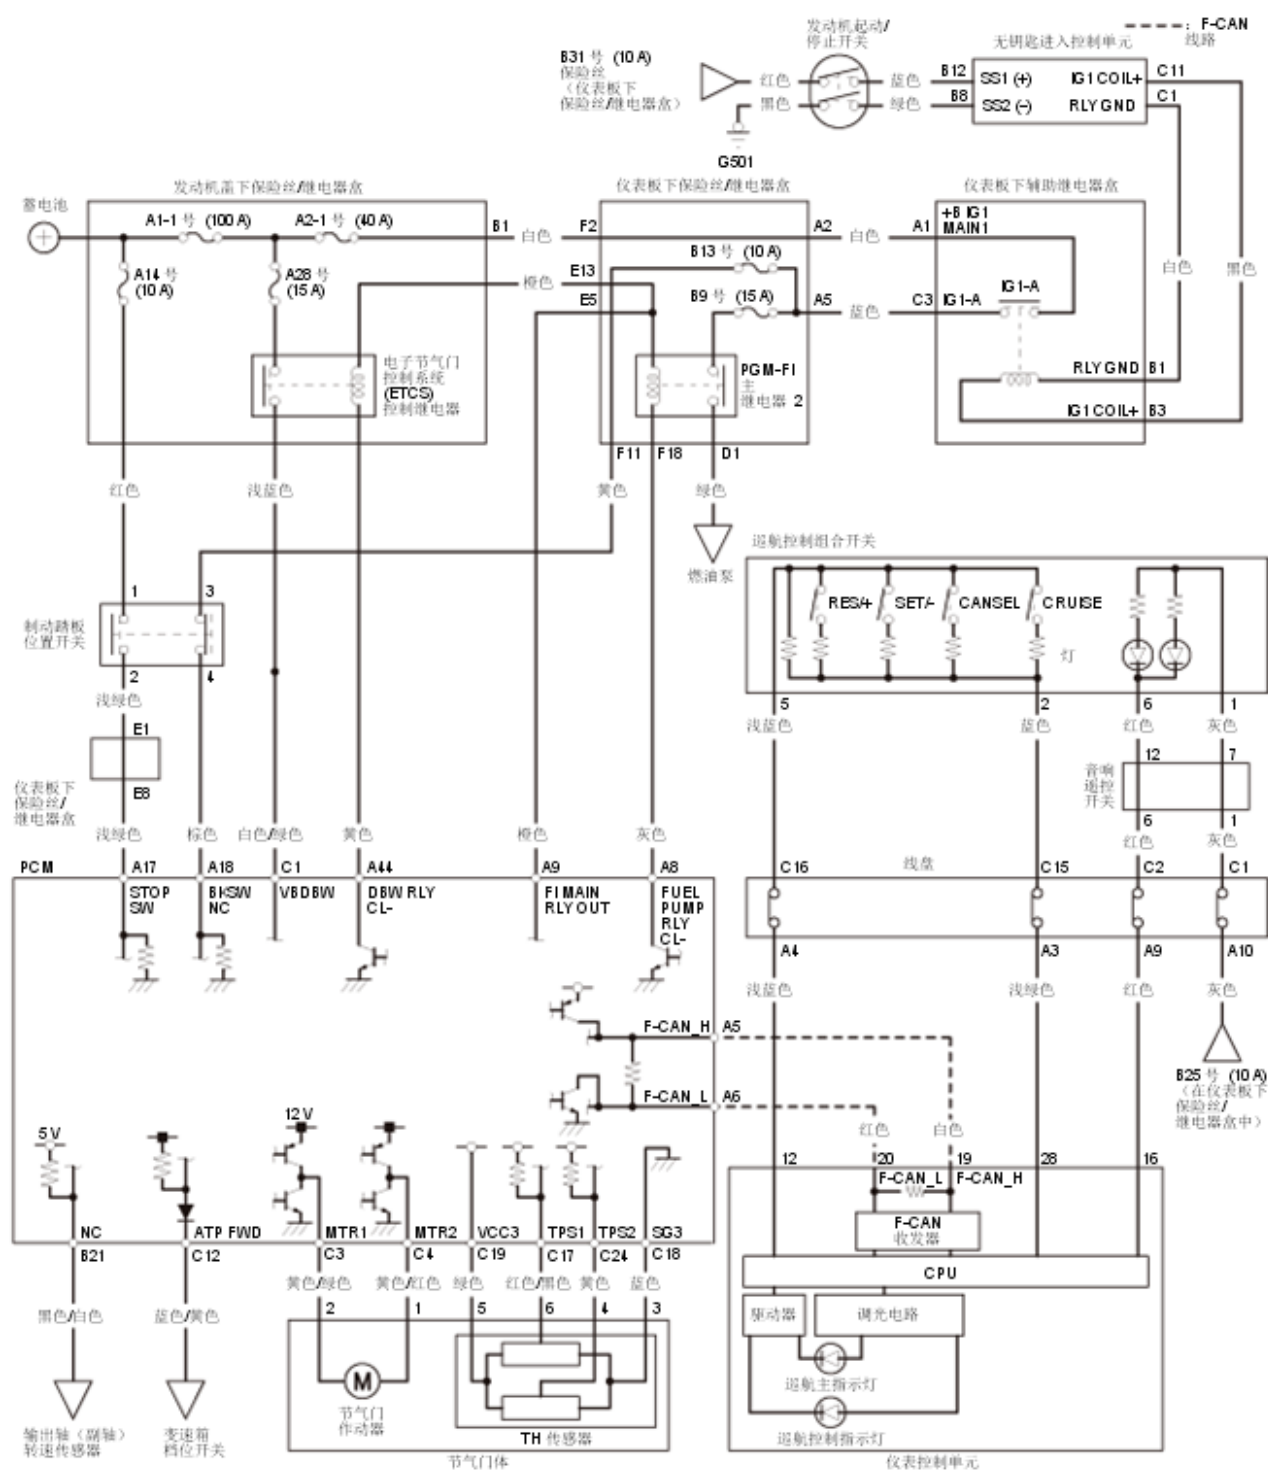 发动机起动/
停止开关
无钥匙进入控制单元
: F-CAN
线路
B31 号 (10 A)
保险丝
（仪表板下
保险丝/继电器盒）
红色
蓝色
B12
SS1 (+)
IG1 COIL+
C11
黑色
绿色
B8
SS2 (-)
RLY GND
C1
G501
发动机盖下保险丝/继电器盒
仪表板下保险丝/继电器盒
仪表板下辅助继电器盒
蓄电池
A1-1 号 (100 A)
A2-1 号 (40 A)
B1
白色
F2
A2
白色
A1
+B IG1
MAIN1
A14 号
(10 A)
A28 号
(15 A)
橙色
E13
E5
B13 号 (10 A)
B9 号 (15 A)
A5
蓝色
C3
IG1-A
IG1-A
白色
黑色
电子节气门
控制系统
(ETCS)
控制继电器
PGM-FI
主
继电器 2
RLY GND
B1
IG1 COIL+
B3
F11
F18
D1
红色
浅蓝色
黄色
绿色
燃油泵
巡航控制组合开关
RES/+
SET/-
CANSEL
CRUISE
灯
1
3
制动踏板
位置开关
2
4
浅绿色
5
2
6
1
浅蓝色
蓝色
红色
灰色
E1
E8
仪表板下
保险丝/
继电器盒
12
7
音响
遥控
开关
6
1
红色
灰色
浅绿色
棕色
白色/绿色
黄色
橙色
灰色
PCM
A17
A18
C1
A44
A9
A8
C16
线盘
C15
C2
C1
STOP
SW
BKSW
NC
VBDBW
DBW RLY
CL-
FI MAIN
RLY OUT
FUEL
PUMP
RLY
CL-
A4
A3
A9
A10
浅蓝色
浅绿色
红色
灰色
F-CAN_H
A5
F-CAN_L
A6
B25 号 (10 A)
（在仪表板下
保险丝/
继电器盒中）
5 V
12 V
红色
白色
12
20
19
28
16
F-CAN_L
F-CAN_H
F-CAN
收发器
CPU
NC
ATP FWD
MTR1
MTR2
VCC3
TPS1
TPS2
SG3
B21
C12
C3
C4
C19
C17
C24
C18
黄色/绿色
黄色/红色
绿色
红色/黑色
黄色
蓝色
黑色/白色
蓝色/黄色
2
1
5
6
4
3
驱动器
调光电路
M
节气门
作动器
TH 传感器
巡航主指示灯
巡航控制指示灯
输出轴（副轴）
转速传感器
变速箱
档位开关
节气门体
仪表控制单元